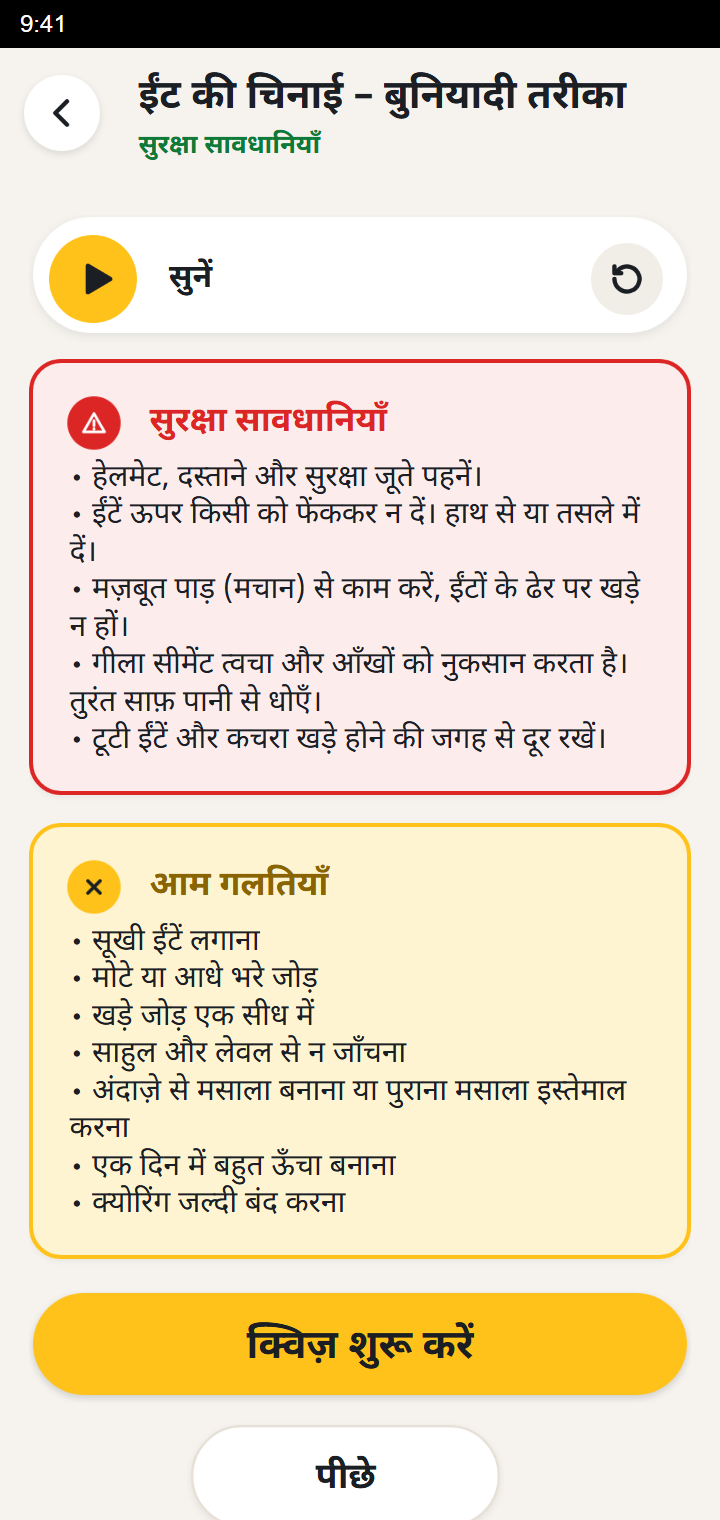 9:41
ईंट की चिनाई – बुनियादी तरीका
सुरक्षा सावधानियाँ
सुनें
सुरक्षा सावधानियाँ
• हेलमेट, दस्ताने और सुरक्षा जूते पहनें।
• ईंटें ऊपर किसी को फेंककर न दें। हाथ से या तसले में
दें।
• मज़बूत पाड़ (मचान) से काम करें, ईंटों के ढेर पर खड़े
न हों।
• गीला सीमेंट त्वचा और आँखों को नुकसान करता है।
तुरंत साफ़ पानी से धोएँ।
• टूटी ईंटें और कचरा खड़े होने की जगह से दूर रखें।
आम गलतियाँ
• सूखी ईंटें लगाना
• मोटे या आधे भरे जोड़
• खड़े जोड़ एक सीध में
• साहुल और लेवल से न जाँचना
• अंदाज़े से मसाला बनाना या पुराना मसाला इस्तेमाल
करना
• एक दिन में बहुत ऊँचा बनाना
• क्योरिंग जल्दी बंद करना
क्विज़ शुरू करें
पीछे